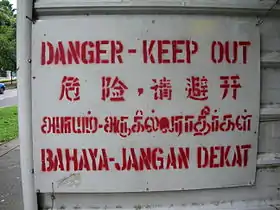 DANGER - KEEP OUT
危险，请避开
அபாயம்-அருகில்வராதீர்கள்
BAHAYA-JANGAN DEKAT